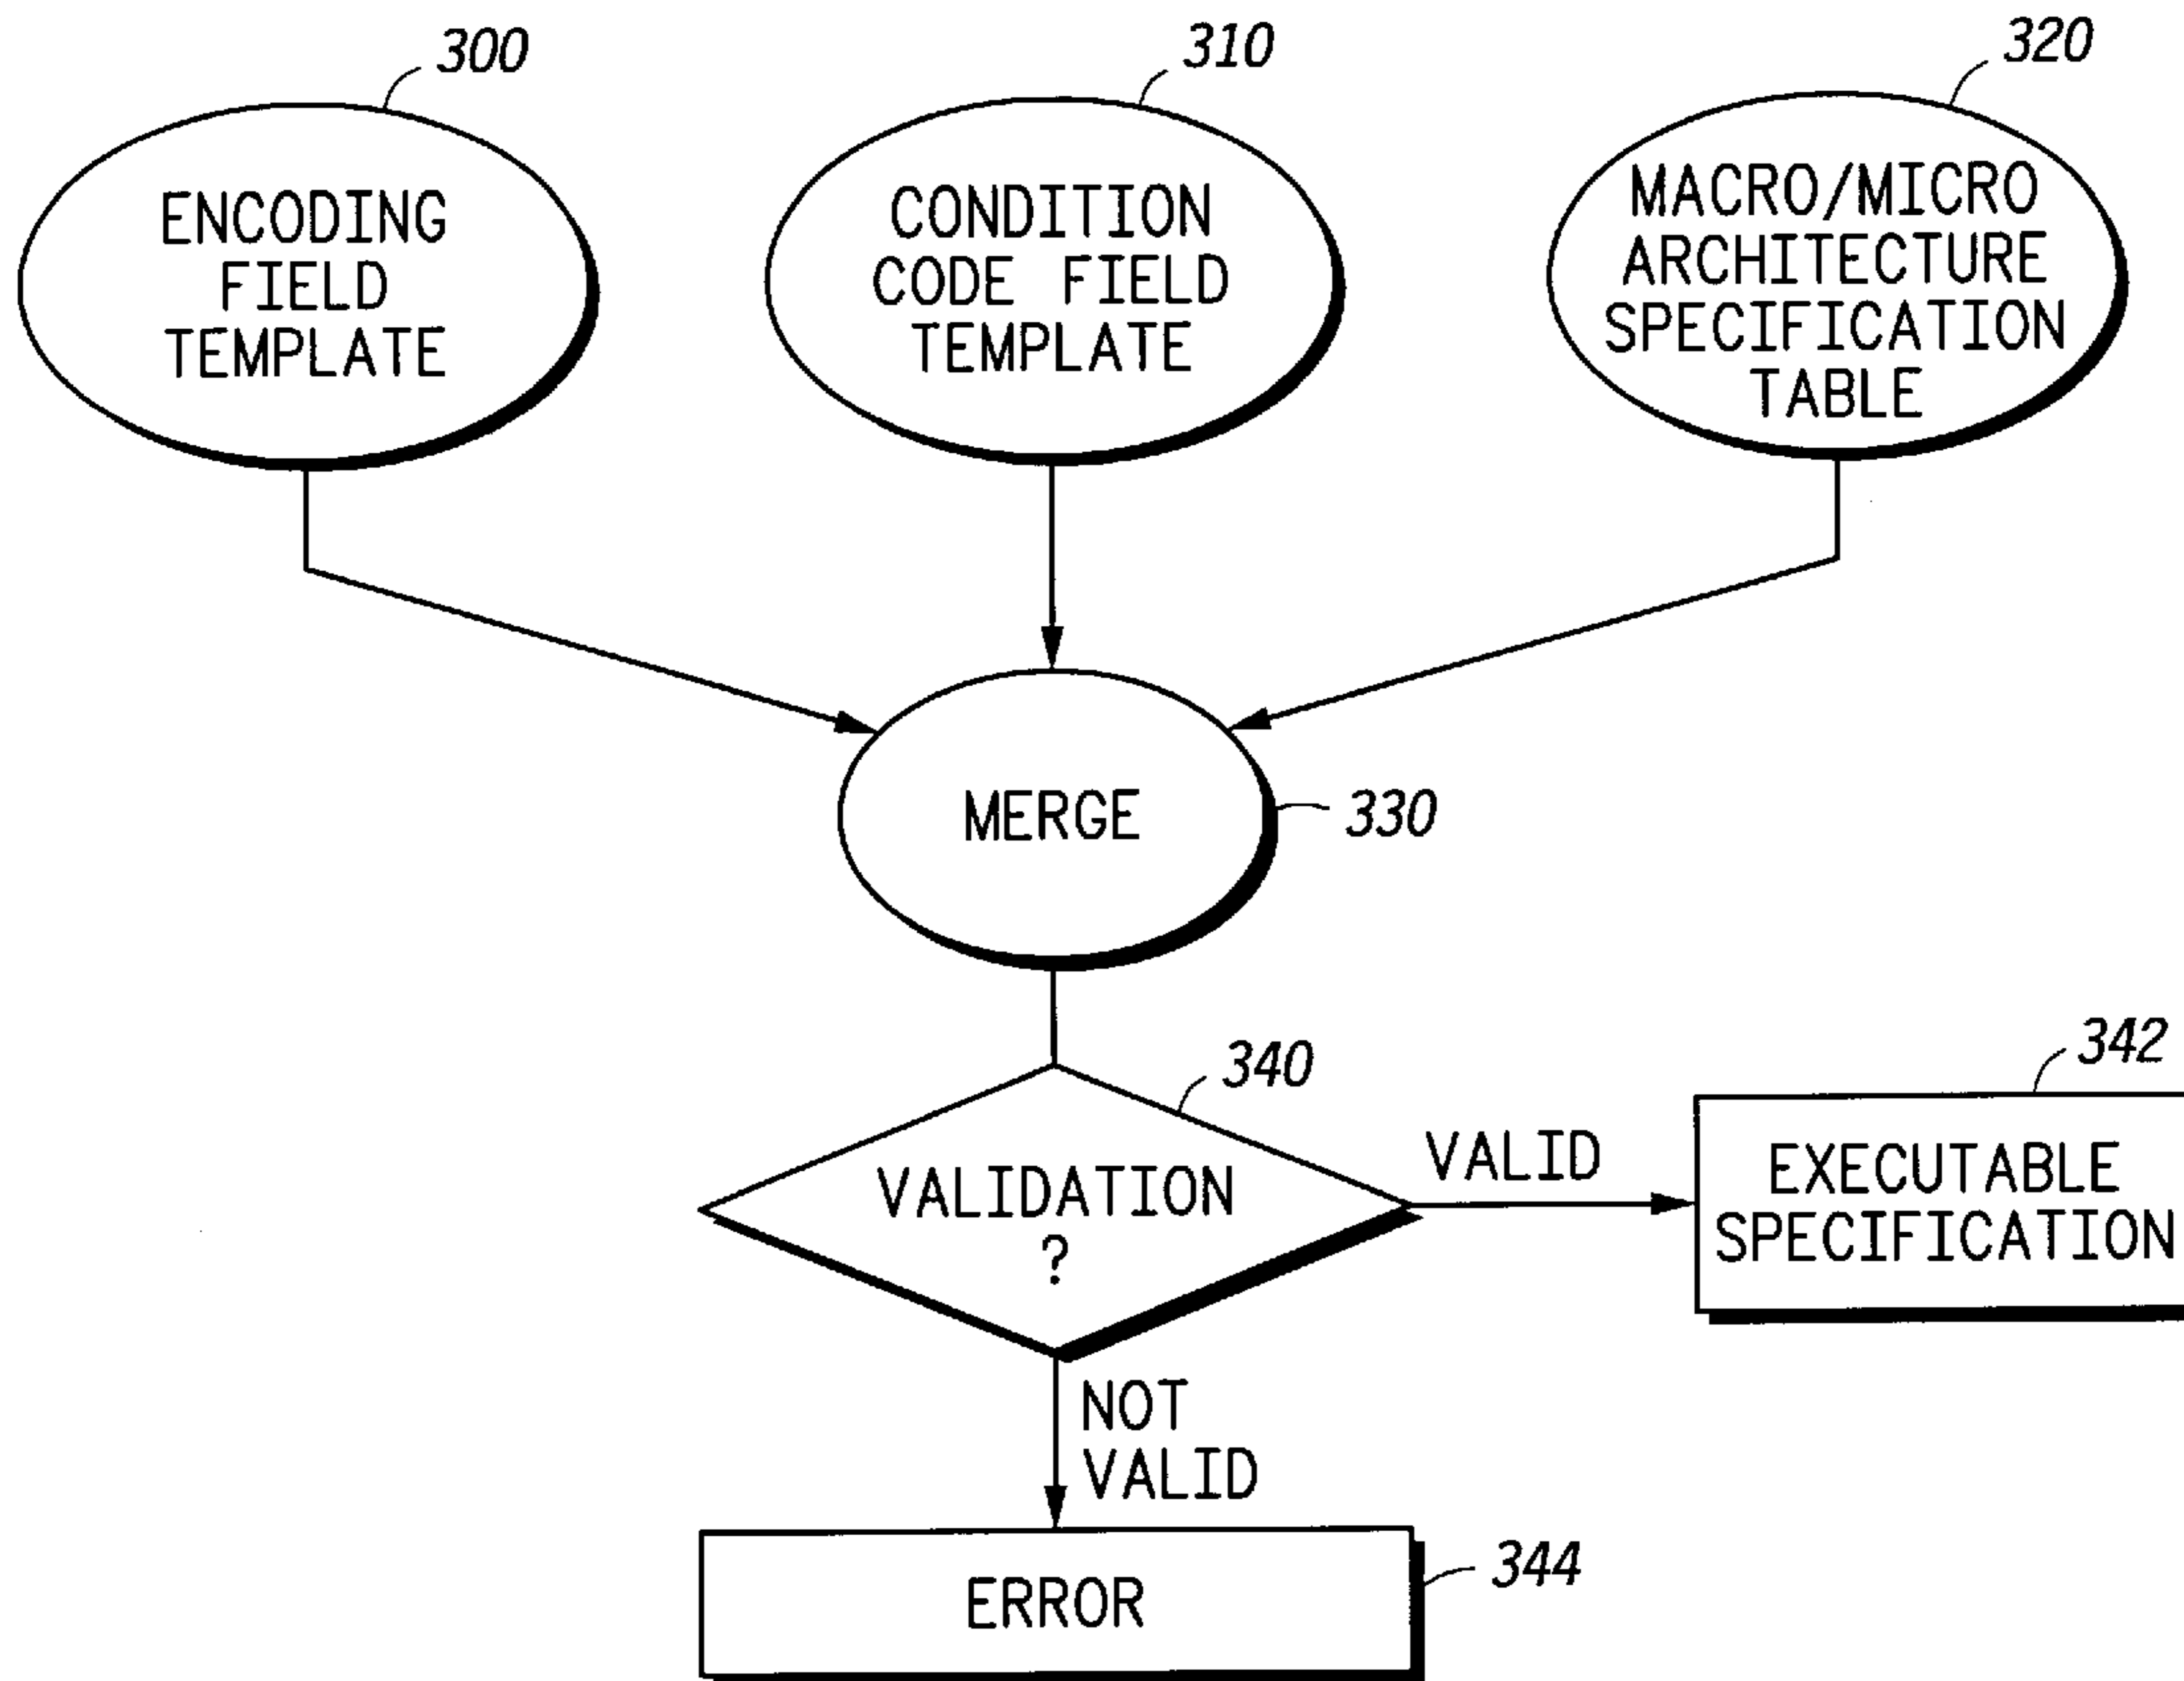 300
310
320
ENCODING
FIELD
TEMPLATE
CONDITION
CODE FIELD
TEMPLATE
MACRO/MICRO
ARCHITECTURE
SPECIFICATION
TABLE
MERGE
330
340
VALIDATION
?
VALID
342
EXECUTABLE
SPECIFICATION
NOT
VALID
ERROR
344